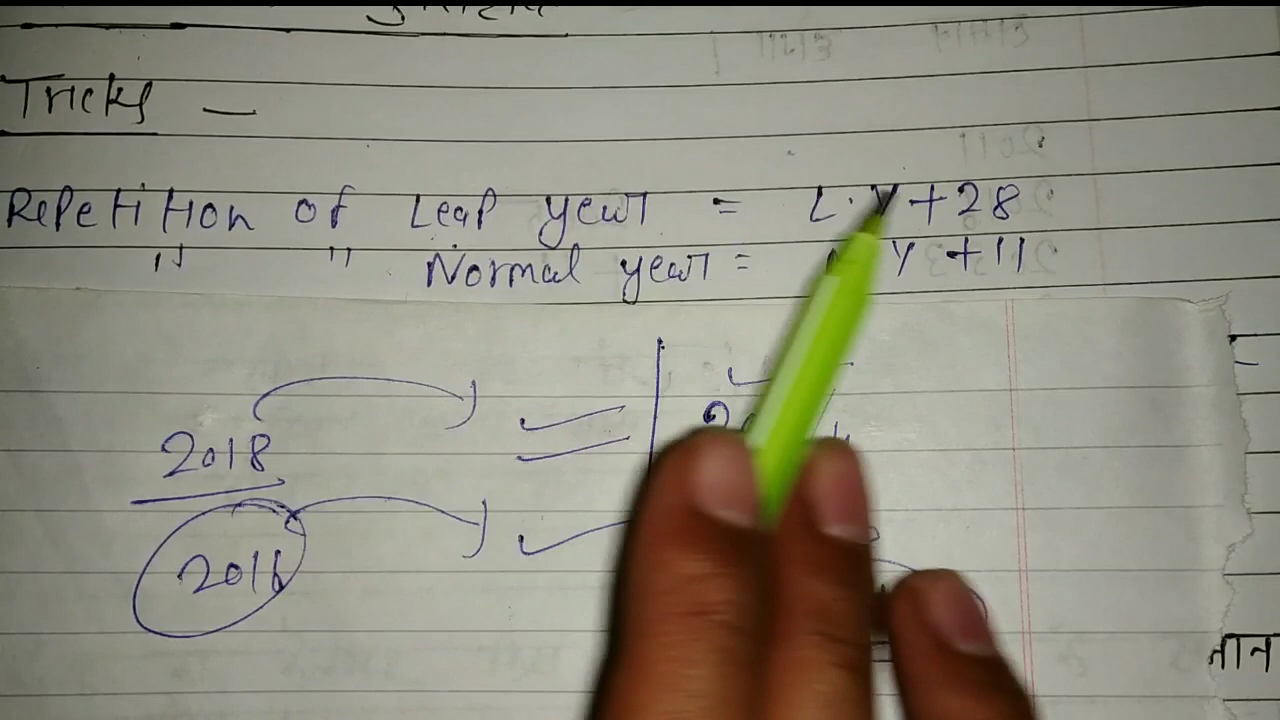 Tricks —
Repetition of Leap year = L.Y+28
" " Normal year = Y +11
2018
2016